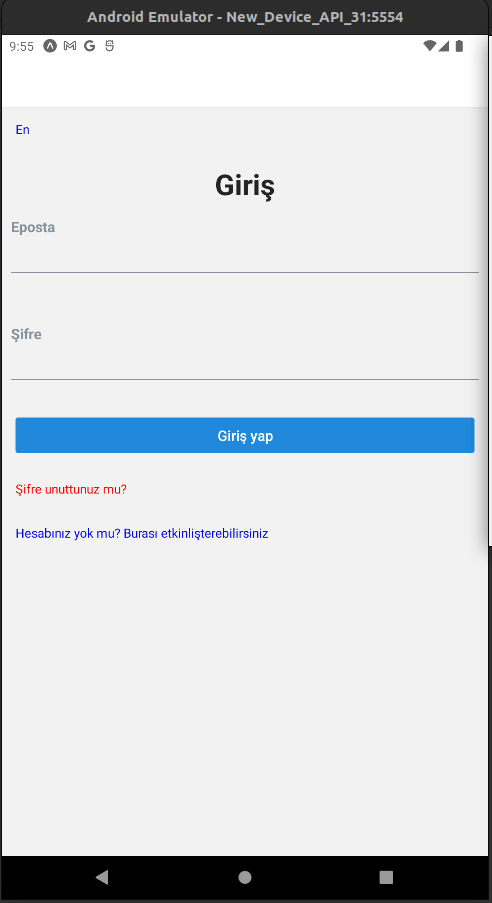 Android Emulator - New_Device_API_31:5554
9:55
En
Giriş
Eposta
Şifre
Giriş yap
Şifre unuttunuz mu?
Hesabınız yok mu? Burası etkinlişterebilirsiniz